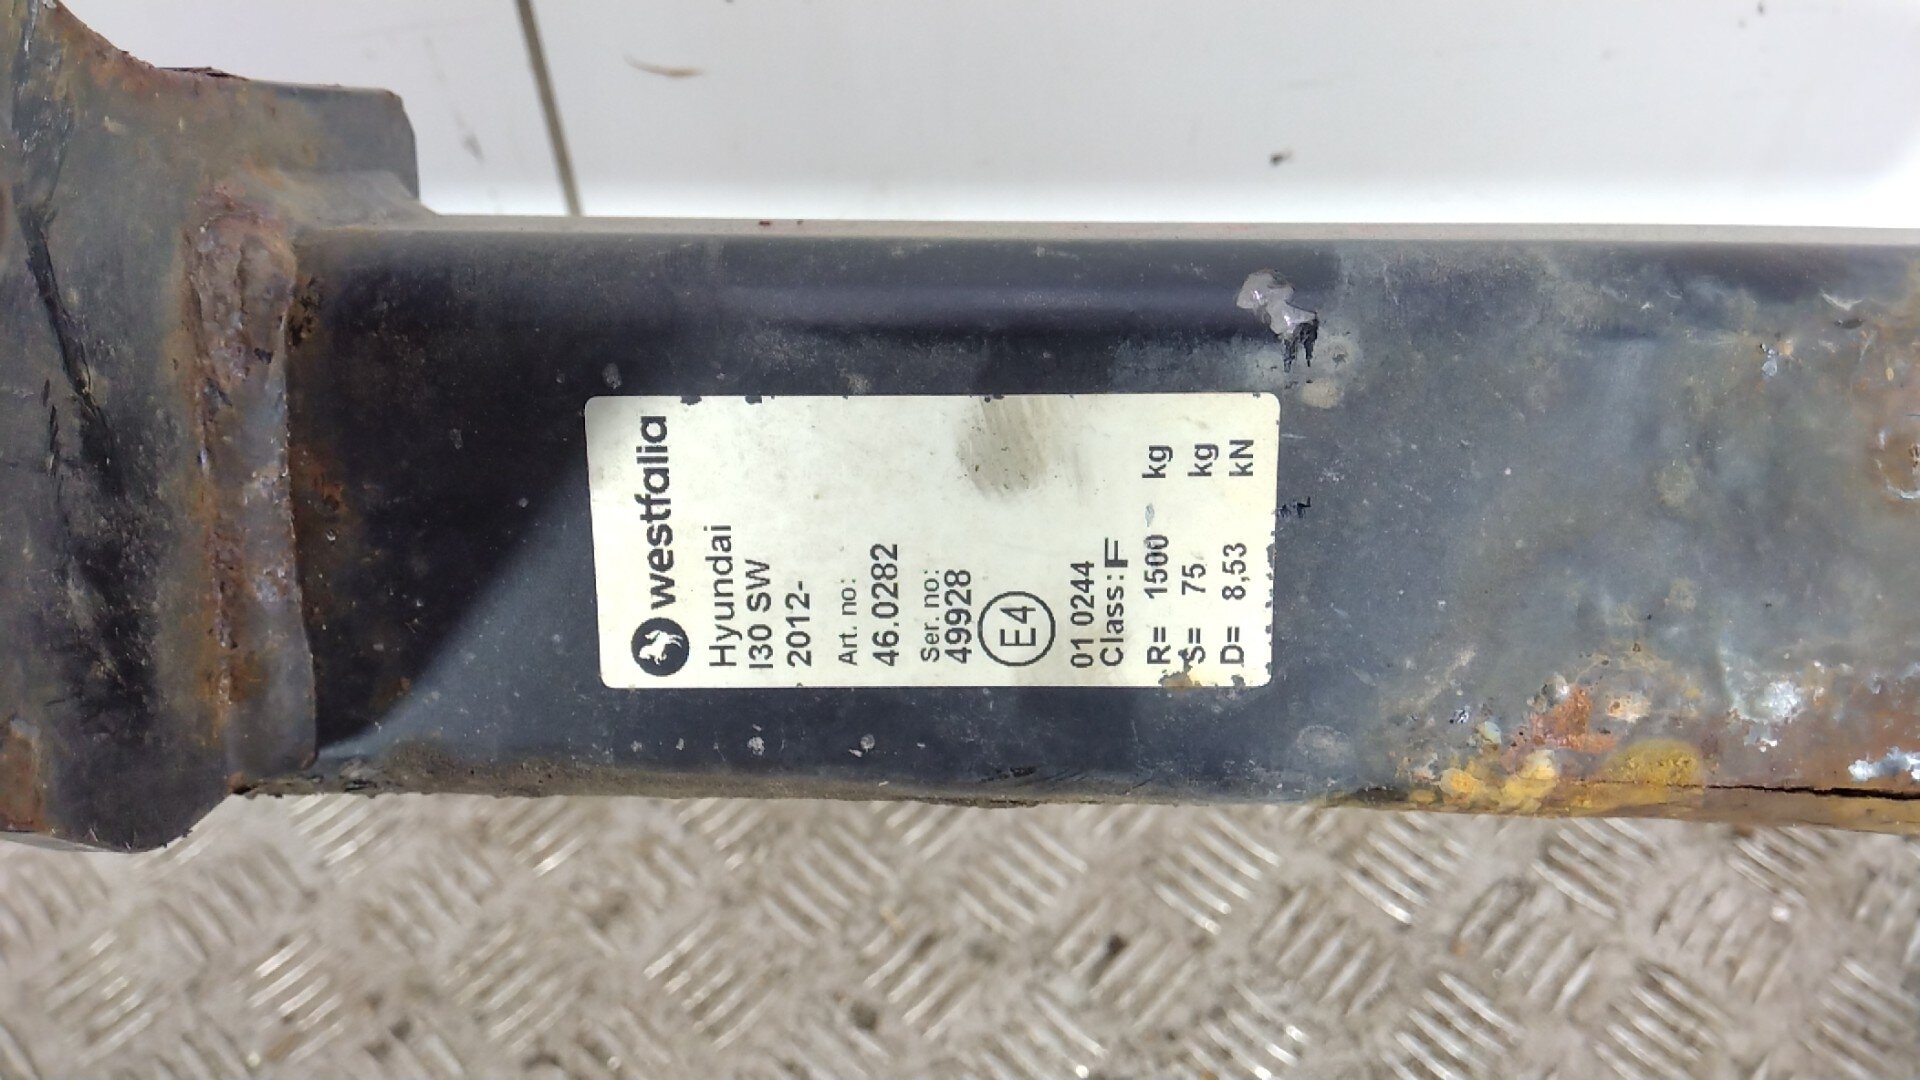 westfalia
Hyundai
I30 SW
2012-
Art. no:
46.0282
Ser. no:
499928
E4
01 0244
Class:F
R= 1500 kg
S= 75 kg
D= 8,53 kN